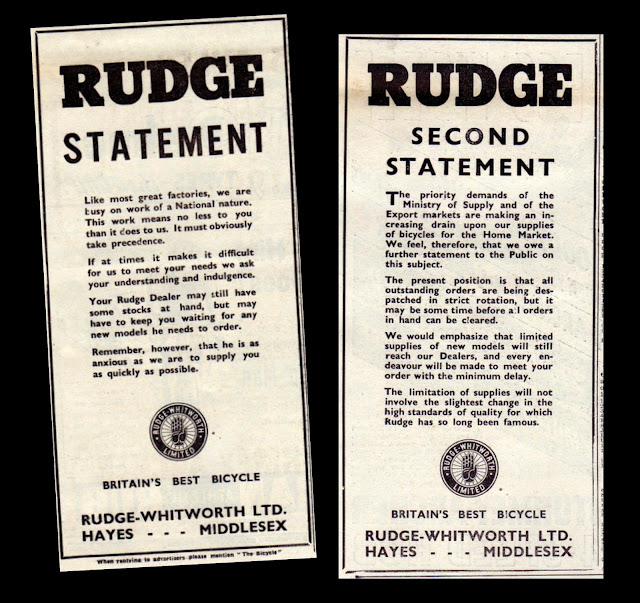 RUDGE
STATEMENT
Like most great factories, we are
busy on work of a National nature.
This work means no less to you
than it does to us. It must obviously
take precedence.
If at times it makes it difficult
for us to meet your needs we ask
your understanding and indulgence.
Your Rudge Dealer may still have
some stocks at hand, but may
have to keep you waiting for any
new models he needs to order.
Remember, however, that he is as
anxious as we are to supply you
as quickly as possible.
RUDGE-WHITWORTH
LIMITED
BRITAIN'S BEST BICYCLE
RUDGE-WHITWORTH LTD.
HAYES - - - MIDDLESEX
When replying to advertisers please mention "The Bicycle"
RUDGE
SECOND
STATEMENT
The priority demands of the
Ministry of Supply and of the
Export markets are making an in-
creasing drain upon our supplies
of bicycles for the Home Market.
We feel, therefore, that we owe a
further statement to the Public on
this subject.
The present position is that all
outstanding orders are being des-
patched in strict rotation, but it
may be some time before all orders
in hand can be cleared.
We would emphasize that limited
supplies of new models will still
reach our Dealers, and every en-
deavour will be made to meet your
order with the minimum delay.
The limitation of supplies will not
involve the slightest change in the
high standards of quality for which
Rudge has so long been famous.
RUDGE-WHITWORTH
LIMITED
BRITAIN'S BEST BICYCLE
RUDGE-WHITWORTH LTD.
HAYES - - - MIDDLESEX